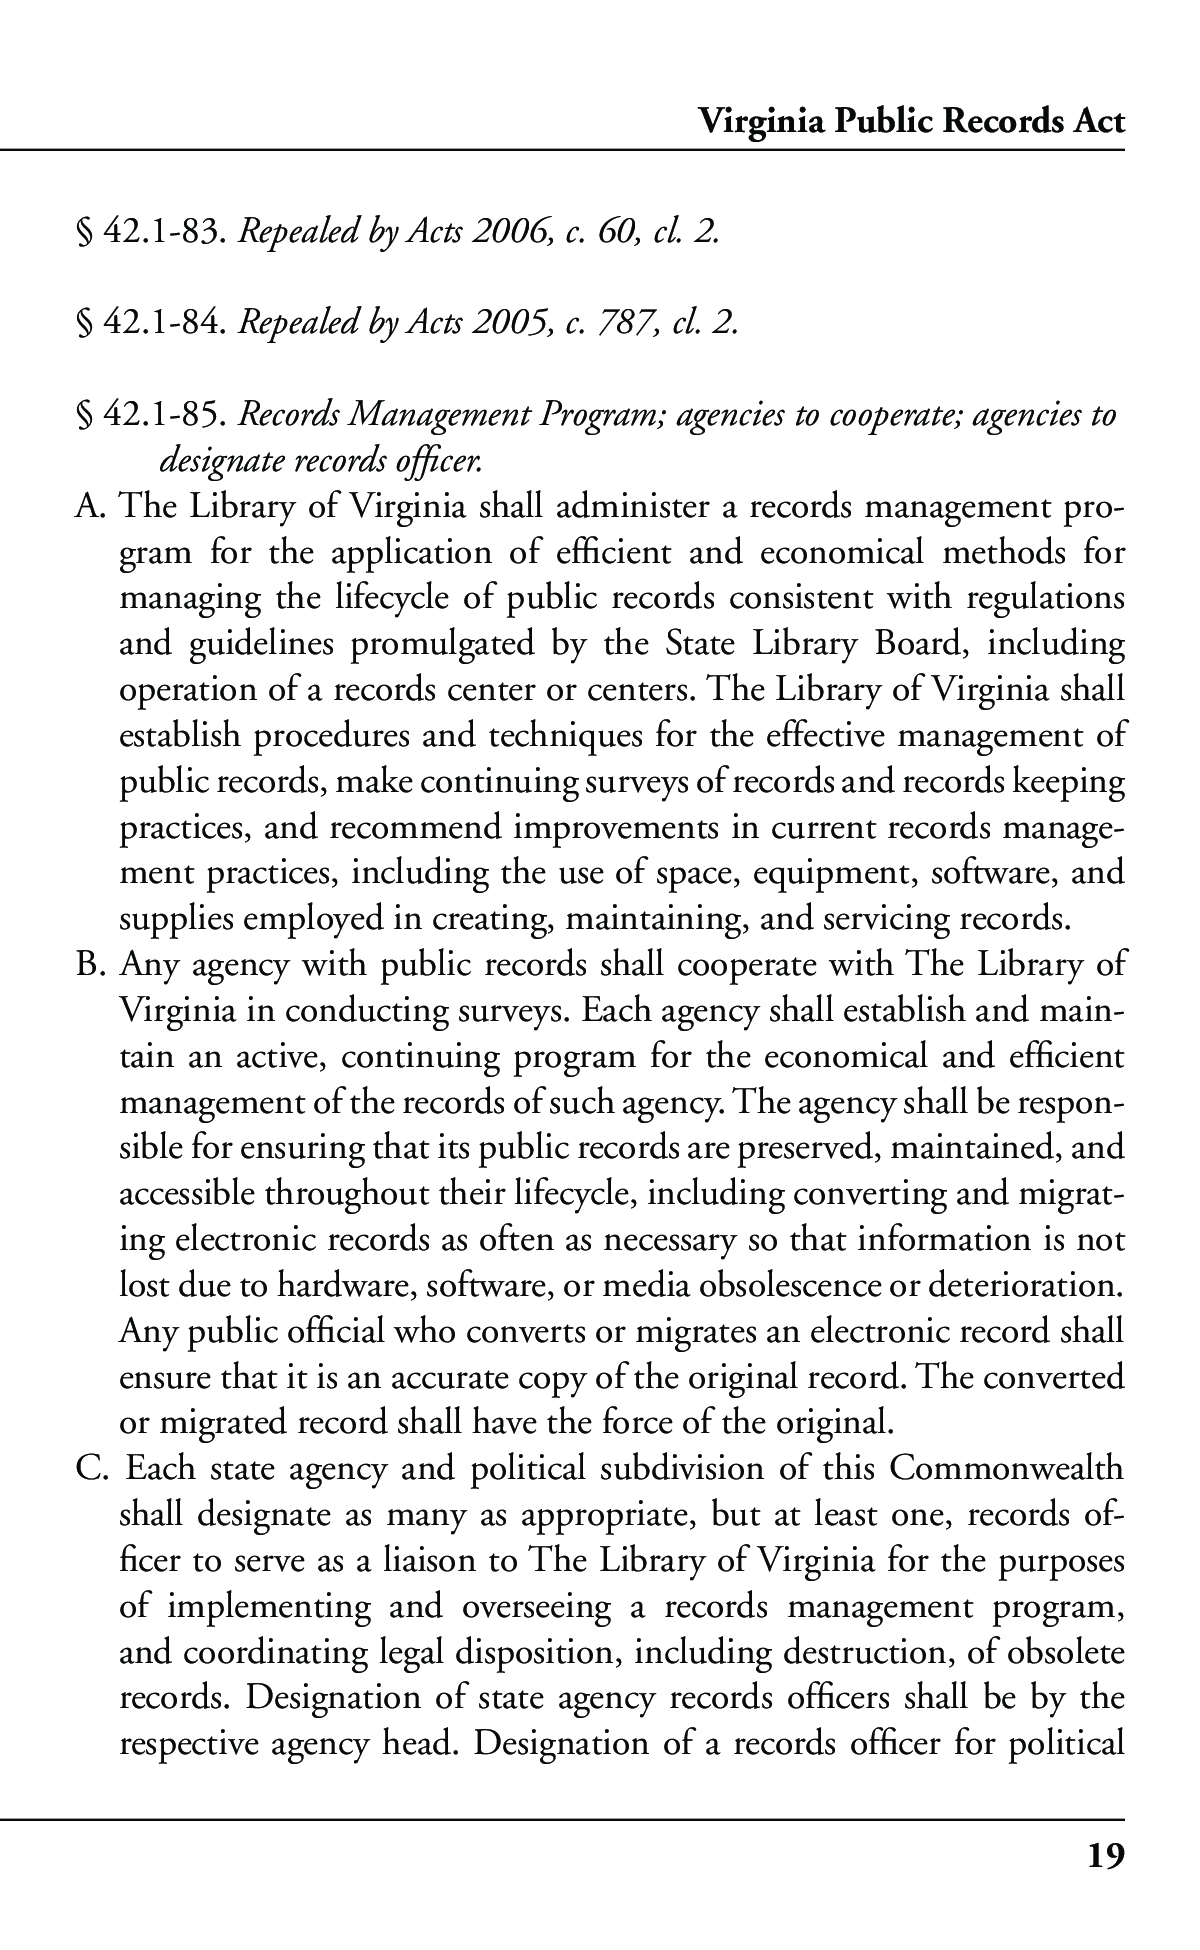 Virginia Public Records Act
§ 42.1-83. Repealed by Acts 2006, c. 60, cl. 2.
§ 42.1-84. Repealed by Acts 2005, c. 787, cl. 2.
§ 42.1-85. Records Management Program; agencies to cooperate; agencies to
designate records officer.
A. The Library of Virginia shall administer a records management pro-
gram for the application of efficient and economical methods for
managing the lifecycle of public records consistent with regulations
and guidelines promulgated by the State Library Board, including
operation of a records center or centers. The Library of Virginia shall
establish procedures and techniques for the effective management of
public records, make continuing surveys of records and records keeping
practices, and recommend improvements in current records manage-
ment practices, including the use of space, equipment, software, and
supplies employed in creating, maintaining, and servicing records.
B. Any agency with public records shall cooperate with The Library of
Virginia in conducting surveys. Each agency shall establish and main-
tain an active, continuing program for the economical and efficient
management of the records of such agency. The agency shall be respon-
sible for ensuring that its public records are preserved, maintained, and
accessible throughout their lifecycle, including converting and migrat-
ing electronic records as often as necessary so that information is not
lost due to hardware, software, or media obsolescence or deterioration.
Any public official who converts or migrates an electronic record shall
ensure that it is an accurate copy of the original record. The converted
or migrated record shall have the force of the original.
C. Each state agency and political subdivision of this Commonwealth
shall designate as many as appropriate, but at least one, records of-
ficer to serve as a liaison to The Library of Virginia for the purposes
of implementing and overseeing a records management program,
and coordinating legal disposition, including destruction, of obsolete
records. Designation of state agency records officers shall be by the
respective agency head. Designation of a records officer for political
19